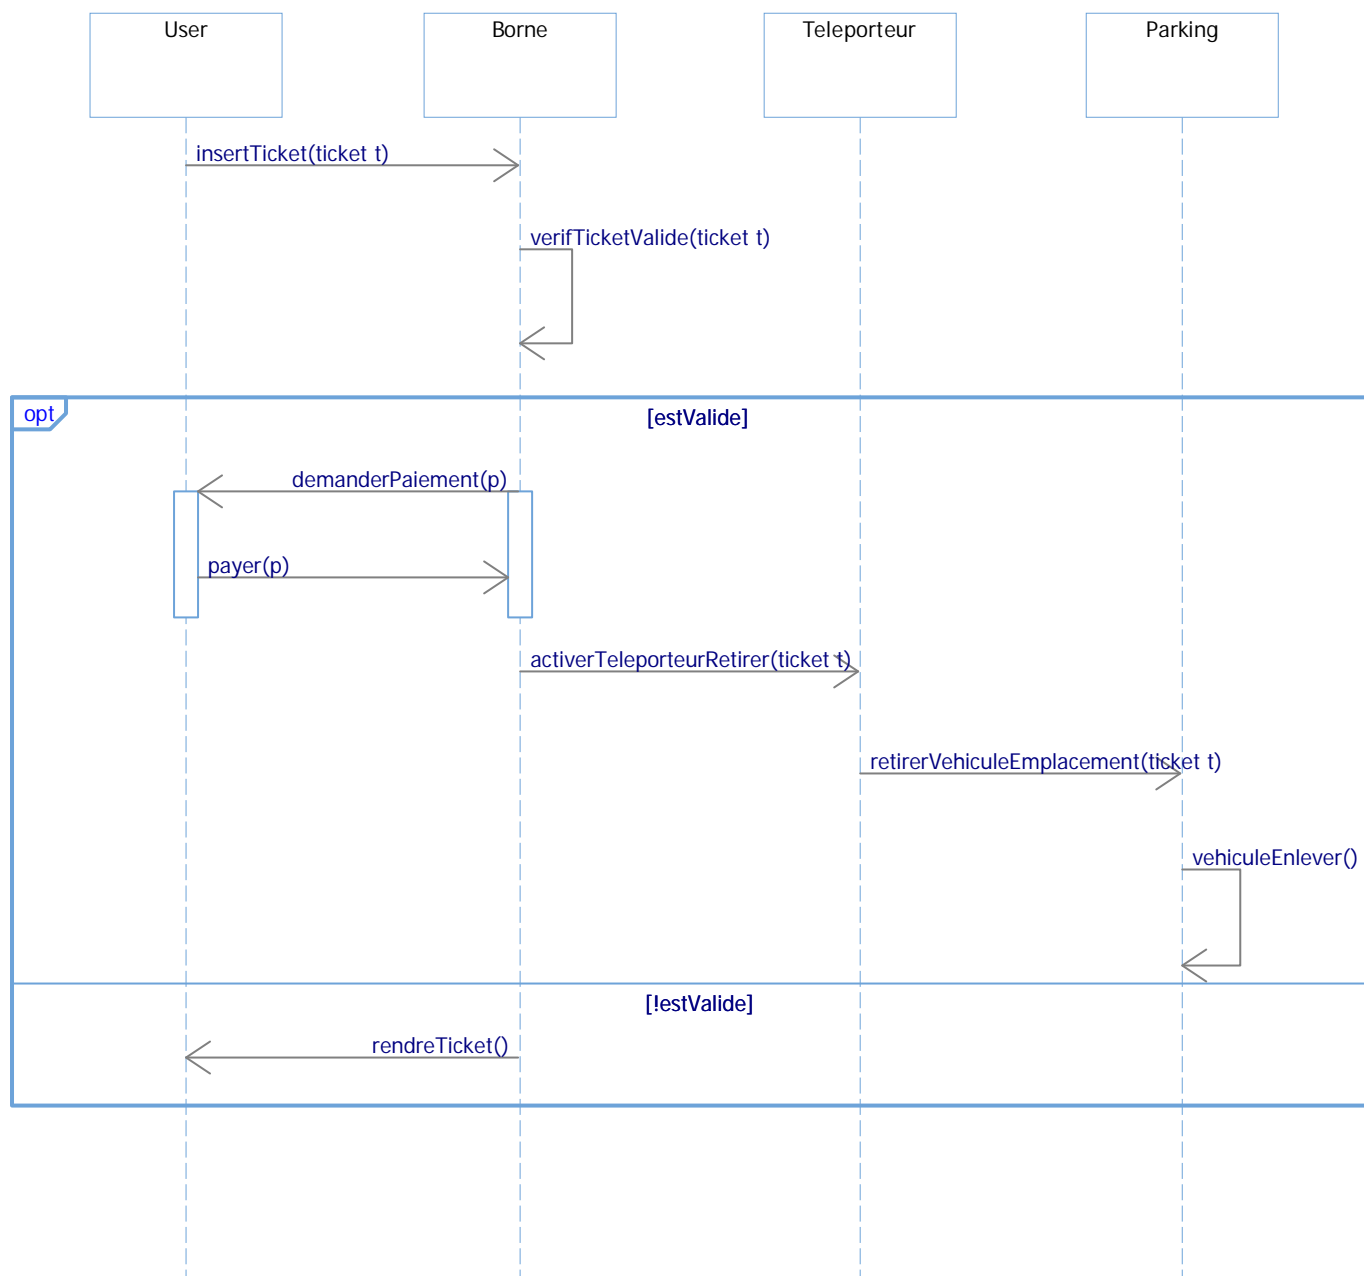 User
Borne
Teleporteur
Parking
insertTicket(ticket t)
verifTicketValide(ticket t)
opt
[estValide]
demanderPaiement(p)
payer(p)
activerTeleporteurRetirer(ticket t)
retirerVehiculeEmplacement(ticket t)
vehiculeEnlever()
[!estValide]
rendreTicket()